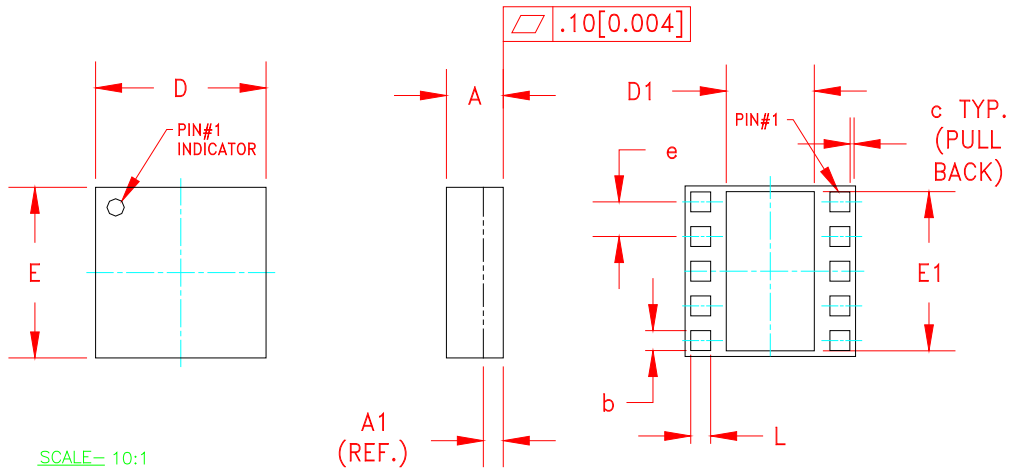 .10[0.004]
D
A
D1
c TYP.
(PULL
BACK)
PIN#1
INDICATOR
PIN#1
e
E
E1
b
A1
(REF.)
L
SCALE- 10:1